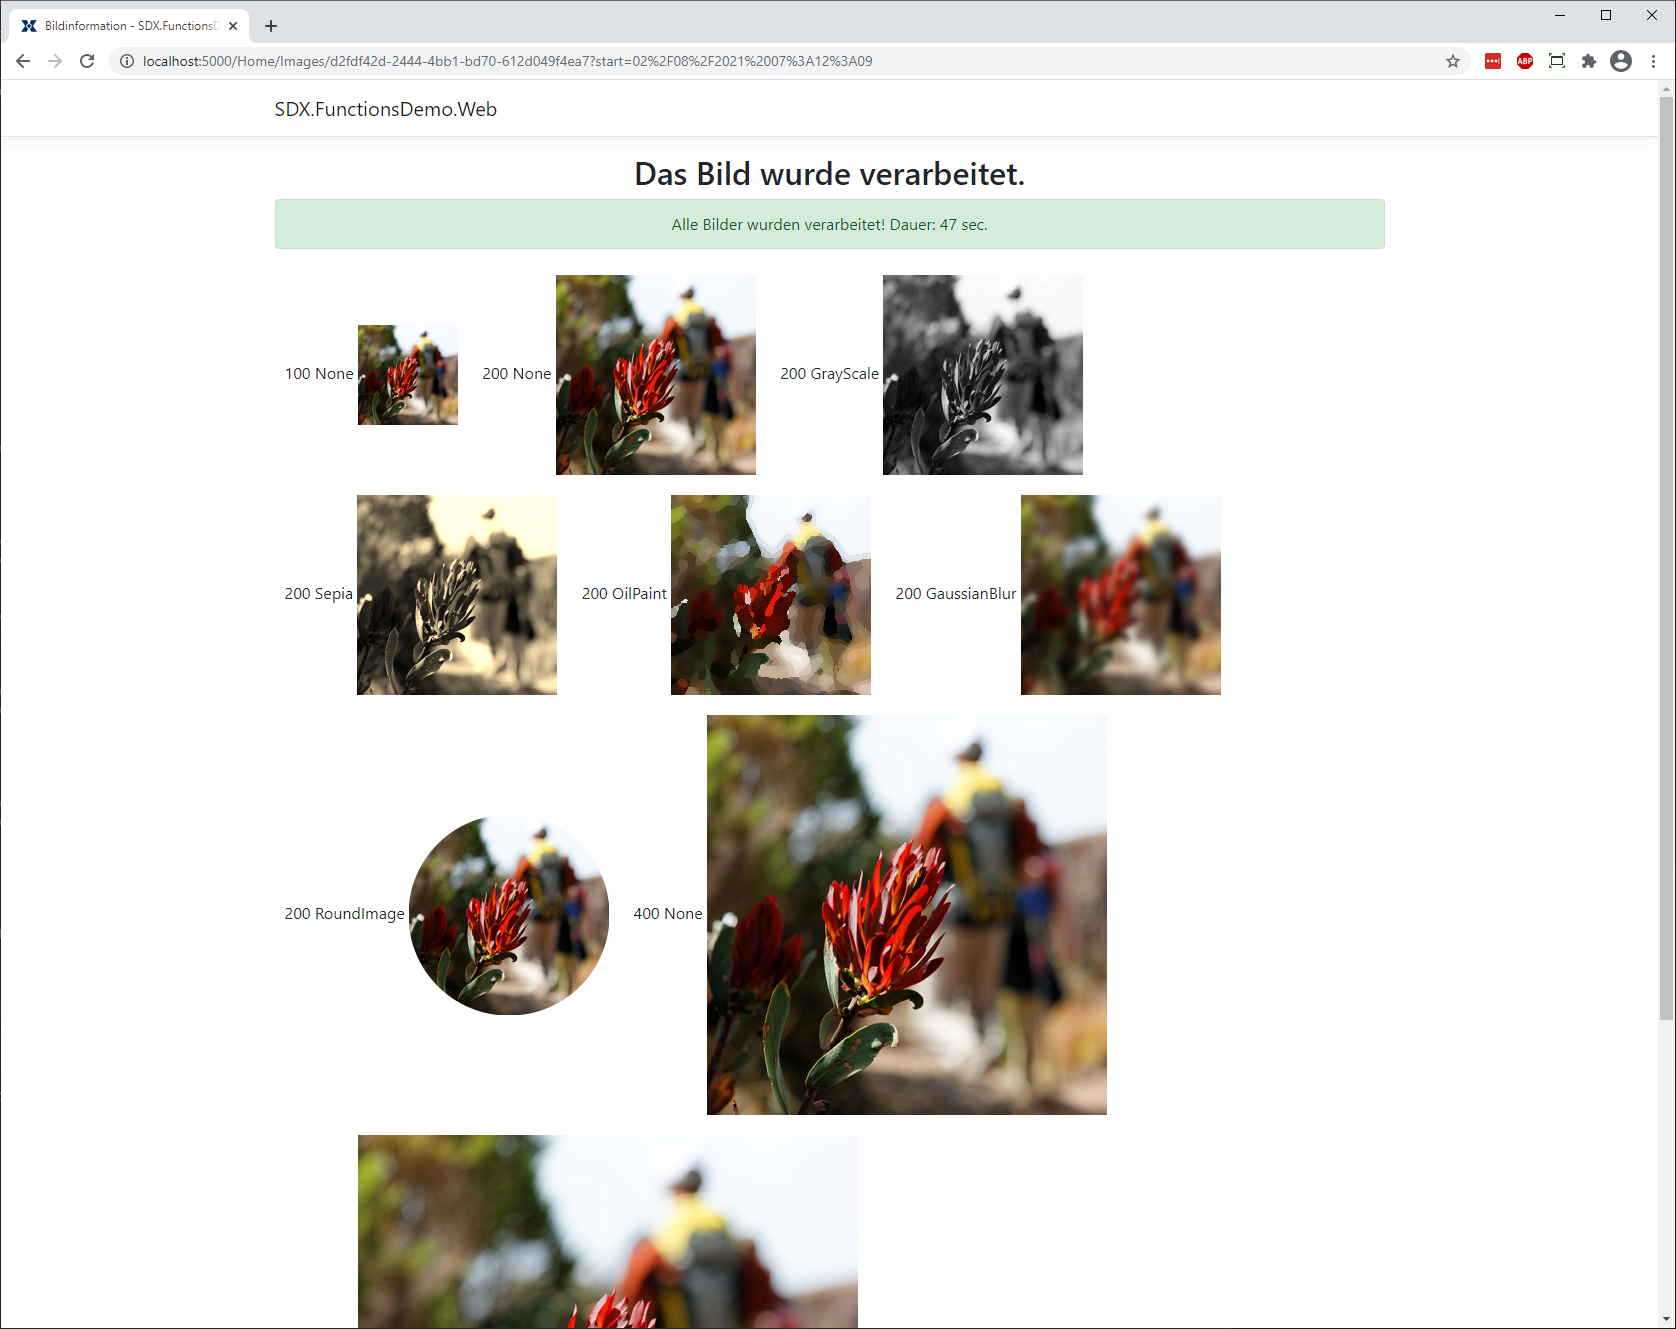 Bildinformation - SDX.FunctionsD
localhost:5000/Home/Images/d2fdf42d-2444-4bb1-bd70-612d049f4ea7?start=02%2F08%2F2021%2007%3A12%3A09
ABP
SDX.FunctionsDemo.Web
Das Bild wurde verarbeitet.
Alle Bilder wurden verarbeitet! Dauer: 47 sec.
100 None
200 None
200 GrayScale
200 Sepia
200 OilPaint
200 GaussianBlur
200 RoundImage
400 None